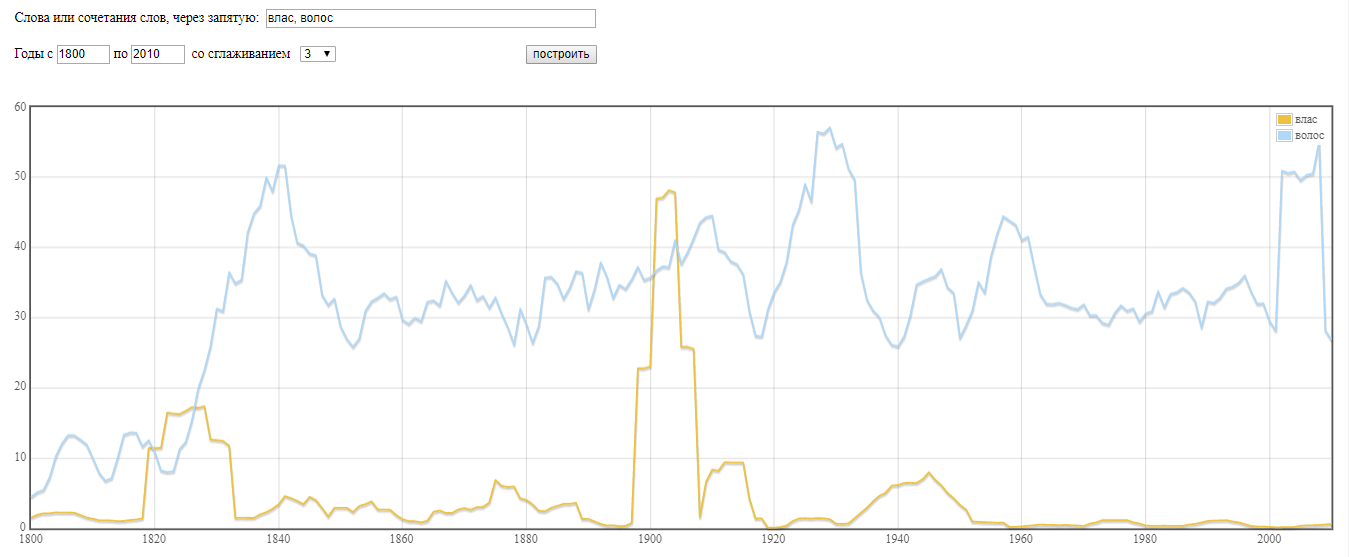 Слова или сочетания слов, через запятую: влас, волос
Годы с 1800 по 2010 со сглаживанием 3 построить
60
влас
волос
50
40
30
20
10
0
1800 1820 1840 1860 1880 1900 1920 1940 1960 1980 2000